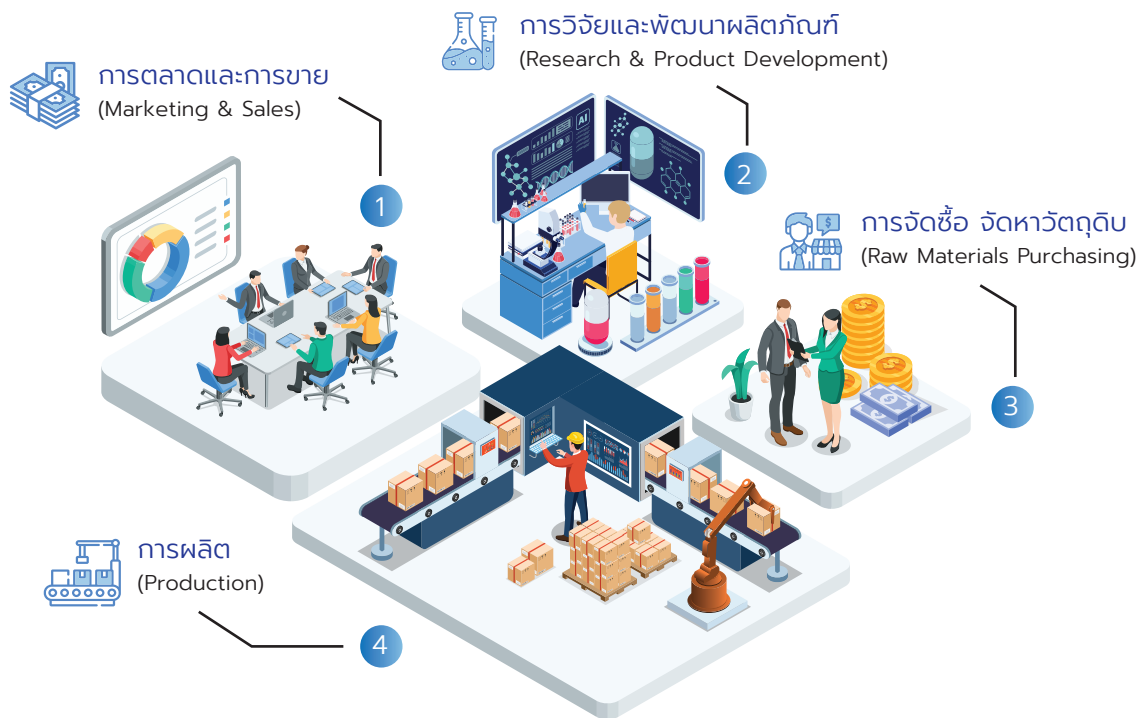 การตลาดและการขาย
(Marketing & Sales)
1
การวิจัยและพัฒนาผลิตภัณฑ์
(Research & Product Development)
AI
2
การจัดซื้อ จัดหาวัตถุดิบ
(Raw Materials Purchasing)
3
การผลิต
(Production)
4